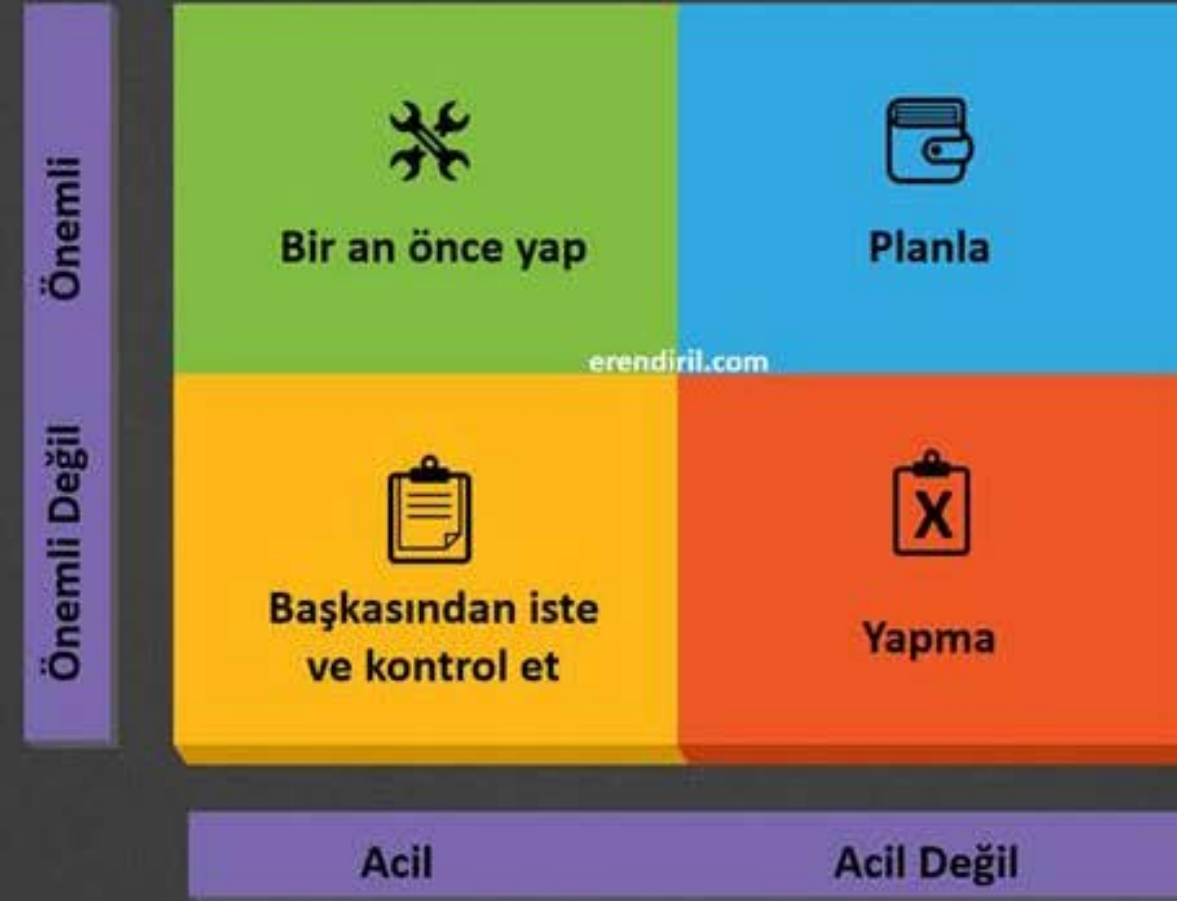 Önemli
Bir an önce yap
Planla
erendiril.com
Önemli Değil
Başkasından iste
ve kontrol et
X
Yapma
Acil
Acil Değil